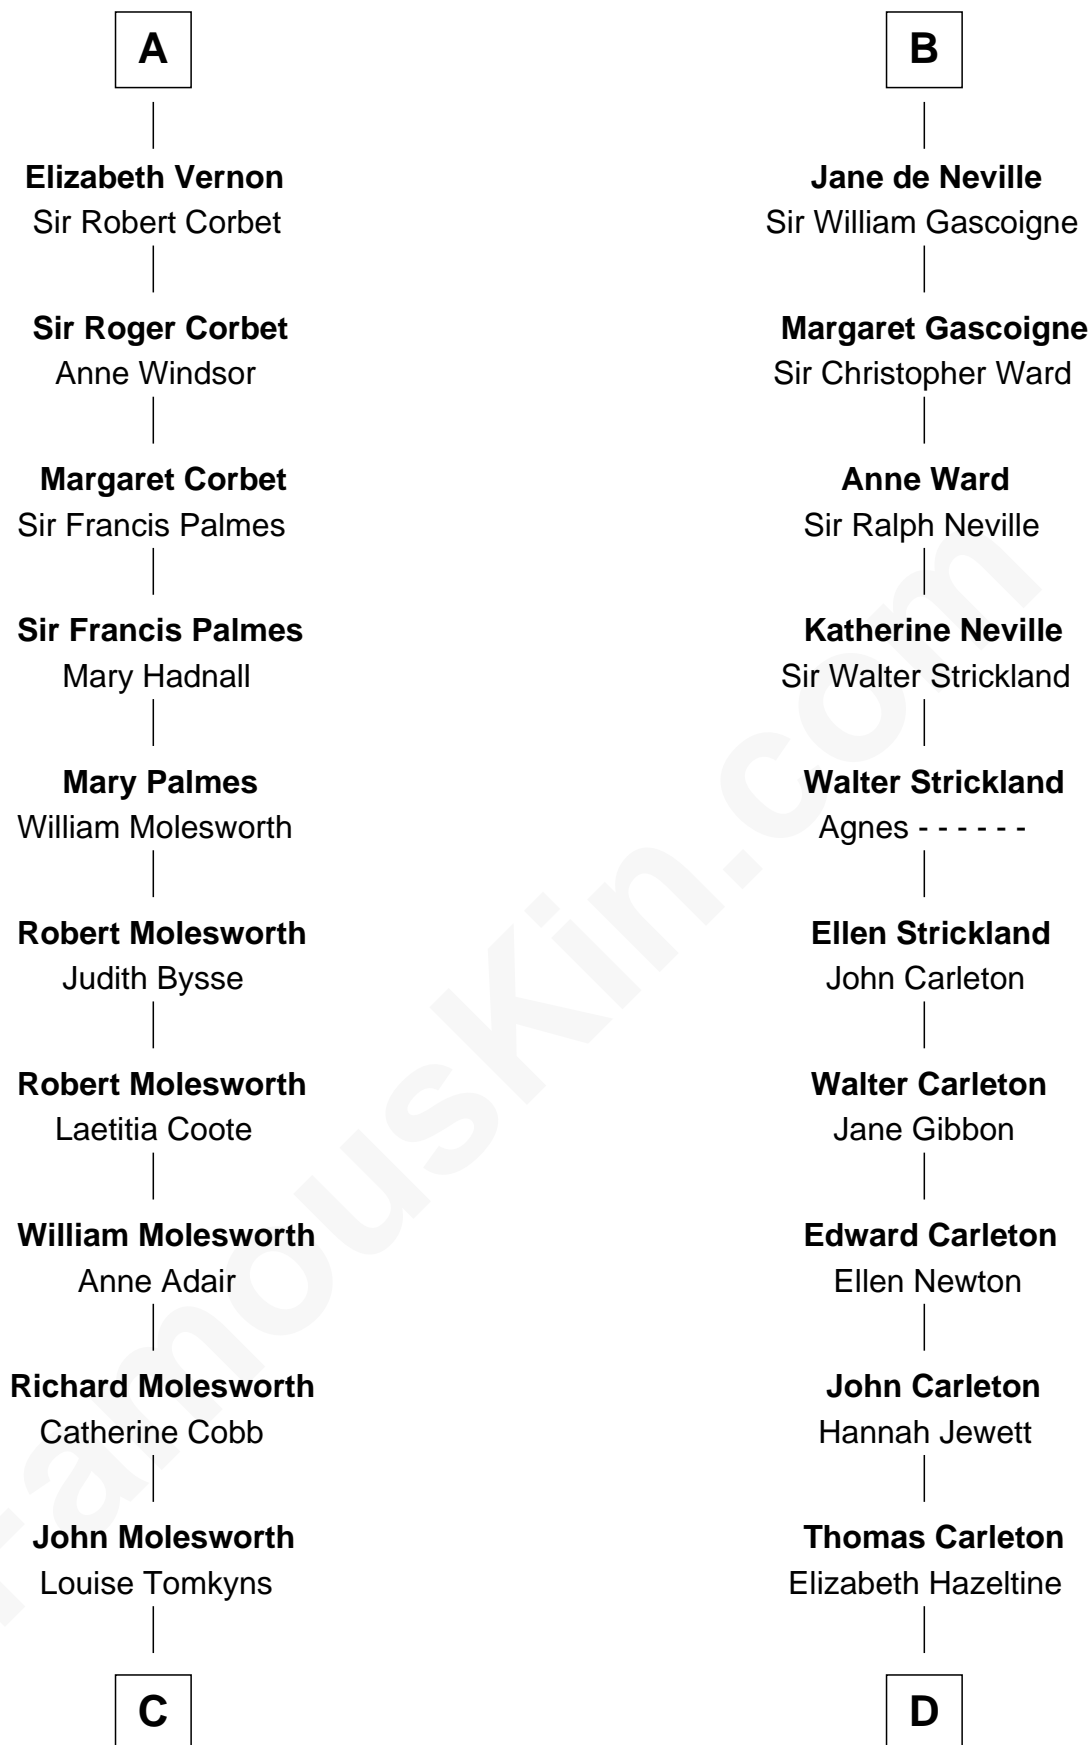 A
Elizabeth Vernon
Sir Robert Corbet
Sir Roger Corbet
Anne Windsor
Margaret Corbet
Sir Francis Palmes
Sir Francis Palmes
Mary Hadnall
Mary Palmes
William Molesworth
Robert Molesworth
Judith Bysse
Robert Molesworth
Laetitia Coote
William Molesworth
Anne Adair
Richard Molesworth
Catherine Cobb
John Molesworth
Louise Tomkyns
C
B
Jane de Neville
Sir William Gascoigne
Margaret Gascoigne
Sir Christopher Ward
Anne Ward
Sir Ralph Neville
Katherine Neville
Sir Walter Strickland
Walter Strickland
Agnes - - - - - -
Ellen Strickland
John Carleton
Walter Carleton
Jane Gibbon
Edward Carleton
Ellen Newton
John Carleton
Hannah Jewett
Thomas Carleton
Elizabeth Hazeltine
D
FamousKin.com